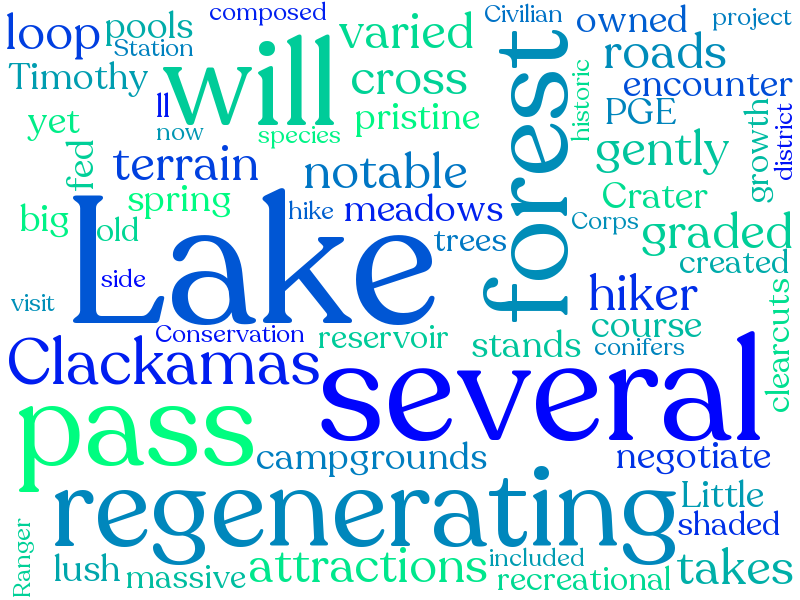 composed
Civilian
owned
project
loop
pools
varied
roads
Station
Timothy
will
cross
forest
historic
encounter
ll
pristine
PGE
growth
district
yet
now
species
gently
fed
terrain
notable
spring
Crater
big
old
Lake
hike
meadows
Corps
graded
trees
created
side
hiker
visit
Conservation
reservoir
course
stands
conifers
clearcuts
Clackamas
several
pass
campgrounds
negotiate
regenerating
Little
shaded
Ranger
lush
massive
attractions
included
recreational
takes